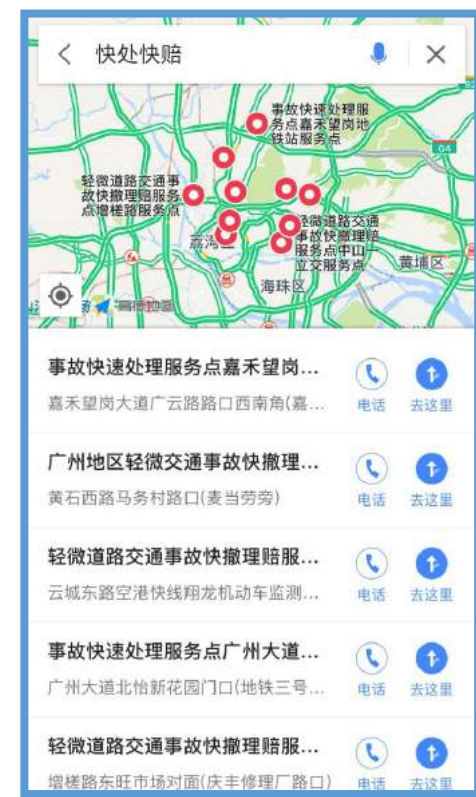 快处快赔
事故快速处理服
务点嘉禾望岗地
铁站服务点
G4
轻微道路交通事
故快撤理赔服务
点增槎路服务点
轻微道路交通
事故快撤理赔
服务点中山一
立交服务点
荔湾区
黄埔区
海珠区
高德地图
事故快速处理服务点嘉禾望岗...
嘉禾望岗大道广云路路口西南角(嘉...
电话
去这里
广州地区轻微交通事故快撤理...
黄石西路马务村路口(麦当劳旁)
电话
去这里
轻微道路交通事故快撤理赔服...
云城东路空港快线翔龙机动车监测...
电话
去这里
事故快速处理服务点广州大道...
广州大道北怡新花园门口(地铁三号...
电话
去这里
轻微道路交通事故快撤理赔服...
增槎路东旺市场对面(庆丰修理厂路口)
电话
去这里